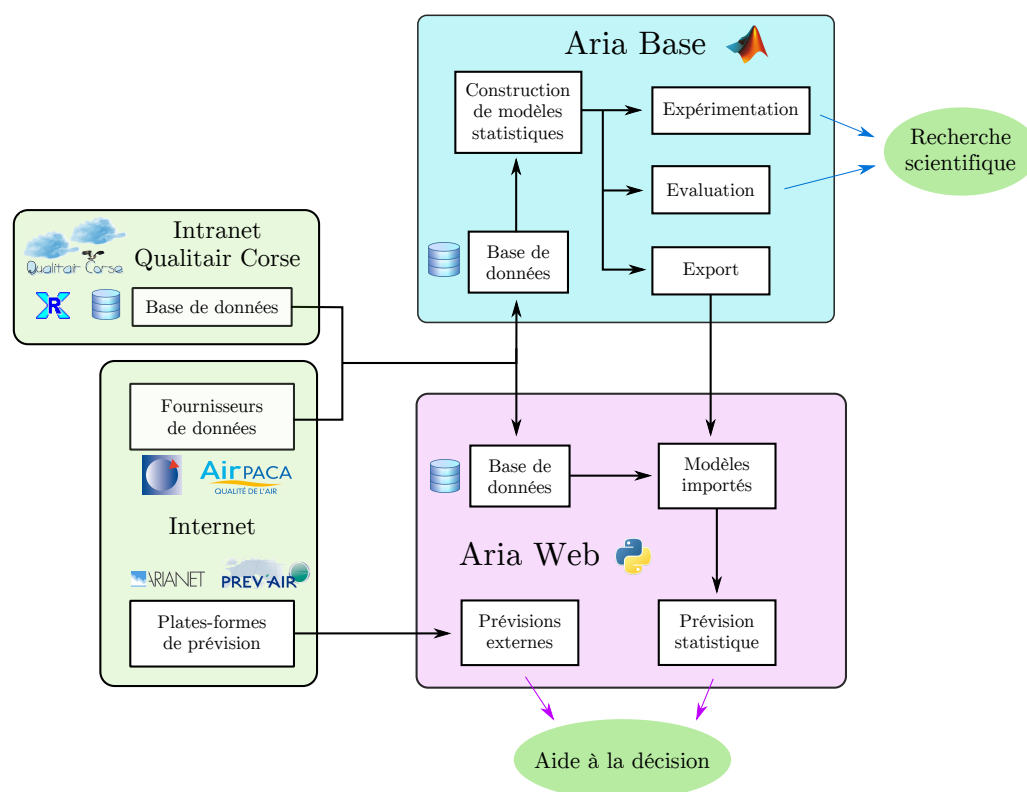 Aria Base
Construction
de modèles
statistiques
Expérimentation
Recherche
scientifique
Evaluation
Base de
données
Export
Intranet
Qualitair Corse
Qualitair Corse
XR
Base de données
Fournisseurs
de données
AirPACA
QUALITÉ DE L'AIR
Internet
ARIANET
PREV'AIR
Plates-formes
de prévision
Base de
données
Modèles
importés
Aria Web
Prévisions
externes
Prévision
statistique
Aide à la décision